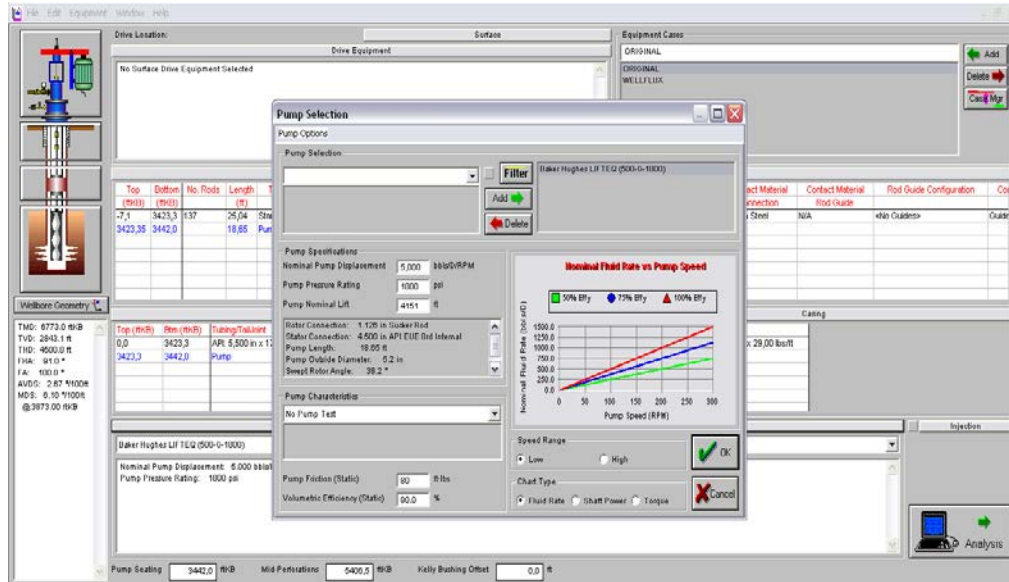 File Edit Equipment Window Help
Drive Location:
Surface
Drive Equipment
No Surface Drive Equipment Selected
Equipment Cases
ORIGINAL
ORIGINAL
WELLFLUX
Add
Delete
Case Mgr
Pump Selection
Pump Options
Pump Selection
Filter
Add
Delete
Baker Hughes LIFTEQ (500-0-1000)
Top Bottom No. Rods Length
(ftKB) (ftKB) (ft)
-7,1 3423,3 137 25,04
3423,35 3442,0 18,65
Contact Material Rod Guide Configuration
Rod Guide
Steel N/A <No Guides>
Pump Specifications
Nominal Pump Displacement 5,000 bbls/D/RPM
Pump Pressure Rating 1800 psi
Pump Nominal Lift 4151 ft
Rotor Connection: 1.126 in Sucker Rod
Stator Connection: 4.500 in API EUE 8rd Internal
Pump Length: 18.65 ft
Pump Outside Diameter: 5.2 in
Swept Rotor Angle: 38.2 °
Nominal Fluid Rate vs Pump Speed
50% Effy 75% Effy 100% Effy
Nominal Fluid Rate (bbls/D)
1500.0
1250.0
1000.0
750.0
500.0
250.0
0.0
0 50 100 150 200 250 300
Pump Speed (RPM)
Wellbore Geometry
TMD: 6773.0 ftKB
TVD: 2843.1 ft
THD: 4600.0 ft
FHA: 91.0 °
FA: 100.0 °
AVDS: 2.67 °/100ft
MDS: 6.10 °/100ft
@3873.00 ftKB
Top (ftKB) Btm (ftKB) Tubing/Tail Joint
0,0 3423,3
3423,3 3442,0 Pump
Casing
x 29,00 lbs/ft
Pump Characteristics
No Pump Test
Pump Friction (Static) 80 ft·lbs
Volumetric Efficiency (Static) 90.0 %
Speed Range
Low High
Chart Type
Fluid Rate Shaft Power Torque
OK
Cancel
Injection
Baker Hughes LIFTEQ (500-0-1000)
Nominal Pump Displacement: 5.000
Pump Pressure Rating: 1800 psi
Analysis
Pump Seating 3442,0 ftKB Mid Perforations 5406,5 ftKB Kelly Bushing Offset 0,0 ft